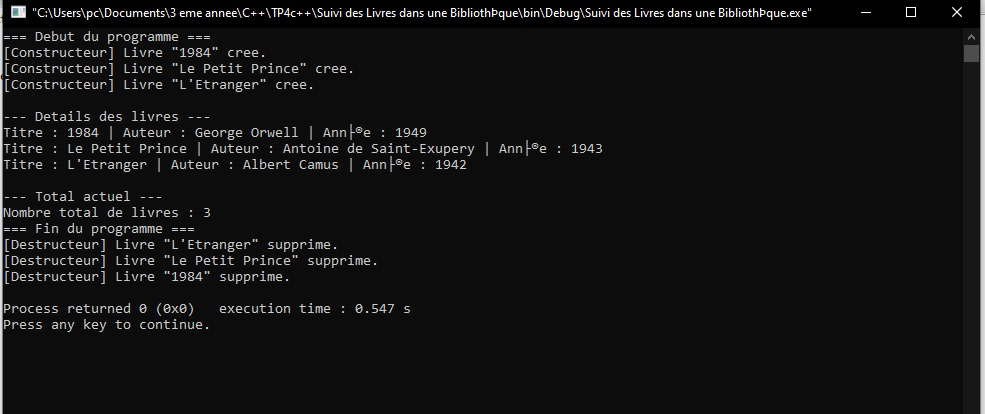 "C:\Users\pc\Documents\3 eme annee\C++\TP4c++\Suivi des Livres dans une BibliothÞque\bin\Debug\Suivi des Livres dans une BibliothÞque.exe"
=== Debut du programme ===
[Constructeur] Livre "1984" cree.
[Constructeur] Livre "Le Petit Prince" cree.
[Constructeur] Livre "L'Etranger" cree.

--- Details des livres ---
Titre : 1984 | Auteur : George Orwell | Ann├®e : 1949
Titre : Le Petit Prince | Auteur : Antoine de Saint-Exupery | Ann├®e : 1943
Titre : L'Etranger | Auteur : Albert Camus | Ann├®e : 1942

--- Total actuel ---
Nombre total de livres : 3
=== Fin du programme ===
[Destructeur] Livre "L'Etranger" supprime.
[Destructeur] Livre "Le Petit Prince" supprime.
[Destructeur] Livre "1984" supprime.

Process returned 0 (0x0)   execution time : 0.547 s
Press any key to continue.